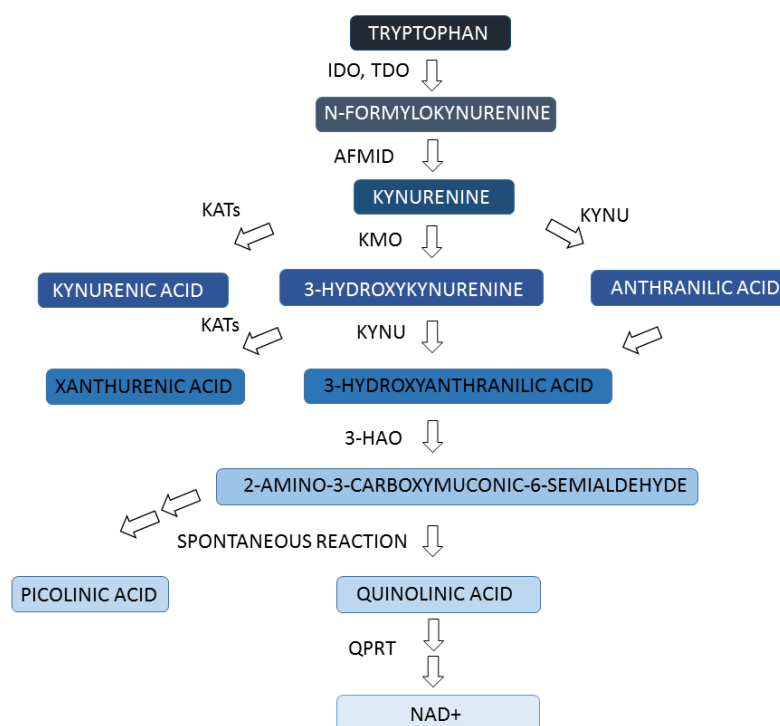 TRYPTOPHAN
IDO, TDO
N-FORMYLOKYNURENINE
AFMID
KYNURENINE
KATs
KMO
KYNU
KYNURENIC ACID
3-HYDROXYKYNURENINE
ANTHRANILIC ACID
KATs
KYNU
XANTHURENIC ACID
3-HYDROXYANTHRANILIC ACID
3-HAO
2-AMINO-3-CARBOXYMUCONIC-6-SEMIALDEHYDE
SPONTANEOUS REACTION
PICOLINIC ACID
QUINOLINIC ACID
QPRT
NAD+